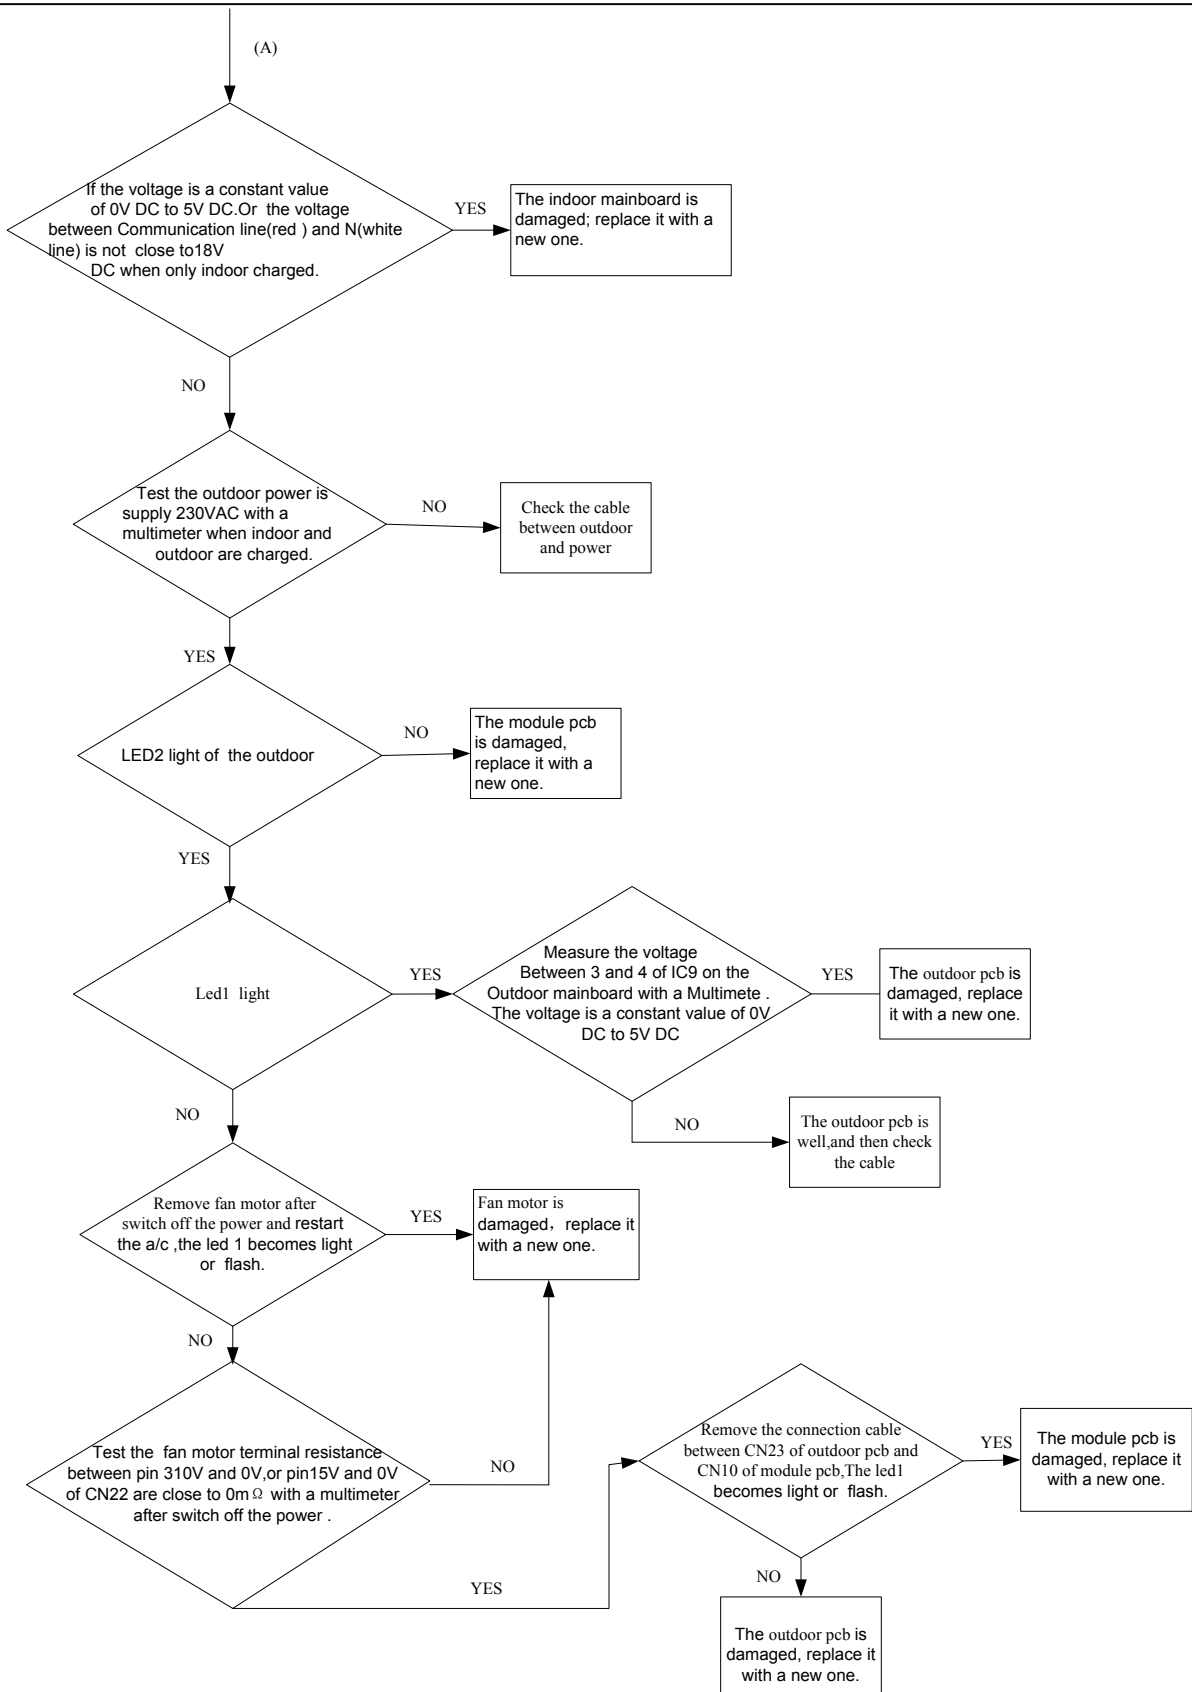 (A)
If the voltage is a constant value
of 0V DC to 5V DC.Or the voltage
between Communication line(red ) and N(white
line) is not close to18V
DC when only indoor charged.
YES
The indoor mainboard is
damaged; replace it with a
new one.
NO
Test the outdoor power is
supply 230VAC with a
multimeter when indoor and
outdoor are charged.
NO
Check the cable
between outdoor
and power
YES
LED2 light of the outdoor
NO
The module pcb
is damaged,
replace it with a
new one.
YES
Led1 light
YES
Measure the voltage
Between 3 and 4 of IC9 on the
Outdoor mainboard with a Multimete .
The voltage is a constant value of 0V
DC to 5V DC
YES
The outdoor pcb is
damaged, replace
it with a new one.
NO
The outdoor pcb is
well,and then check
the cable
NO
Remove fan motor after
switch off the power and restart
the a/c ,the led 1 becomes light
or flash.
YES
Fan motor is
damaged，replace it
with a new one.
NO
Test the fan motor terminal resistance
between pin 310V and 0V,or pin15V and 0V
of CN22 are close to 0mΩ with a multimeter
after switch off the power .
NO
YES
Remove the connection cable
between CN23 of outdoor pcb and
CN10 of module pcb,The led1
becomes light or flash.
YES
The module pcb is
damaged, replace it
with a new one.
NO
The outdoor pcb is
damaged, replace it
with a new one.